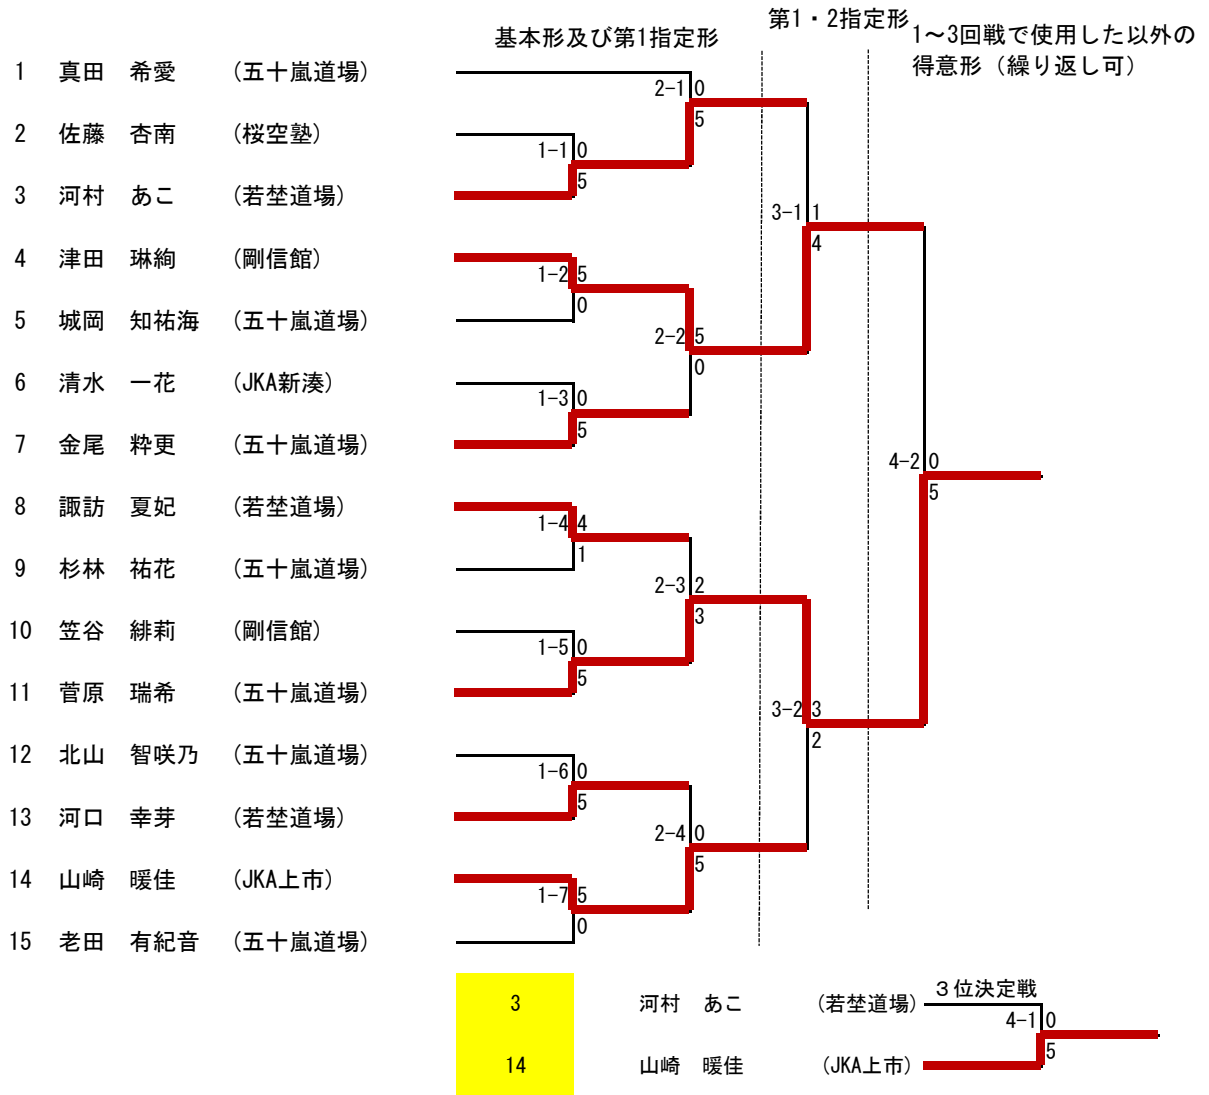 基本形及び第1指定形
第1・2指定形
1～3回戦で使用した以外の
得意形（繰り返し可）
1 真田 希愛 (五十嵐道場)
2-1 0
5
2 佐藤 杏南 (桜空塾)
1-1 0
5
3 河村 あこ (若埜道場)
3-1 1
4
4 津田 琳絢 (剛信館)
1-2 5
0
5 城岡 知祐海 (五十嵐道場)
2-2 5
0
6 清水 一花 (JKA新湊)
1-3 0
5
7 金尾 粋更 (五十嵐道場)
4-2 0
5
8 諏訪 夏妃 (若埜道場)
1-4 4
1
9 杉林 祐花 (五十嵐道場)
2-3 2
3
10 笠谷 緋莉 (剛信館)
1-5 0
5
11 菅原 瑞希 (五十嵐道場)
3-2 3
2
12 北山 智咲乃 (五十嵐道場)
1-6 0
5
13 河口 幸芽 (若埜道場)
2-4 0
5
14 山崎 暖佳 (JKA上市)
1-7 5
0
15 老田 有紀音 (五十嵐道場)
３位決定戦
3 河村 あこ (若埜道場)
4-1 0
5
14 山崎 暖佳 (JKA上市)